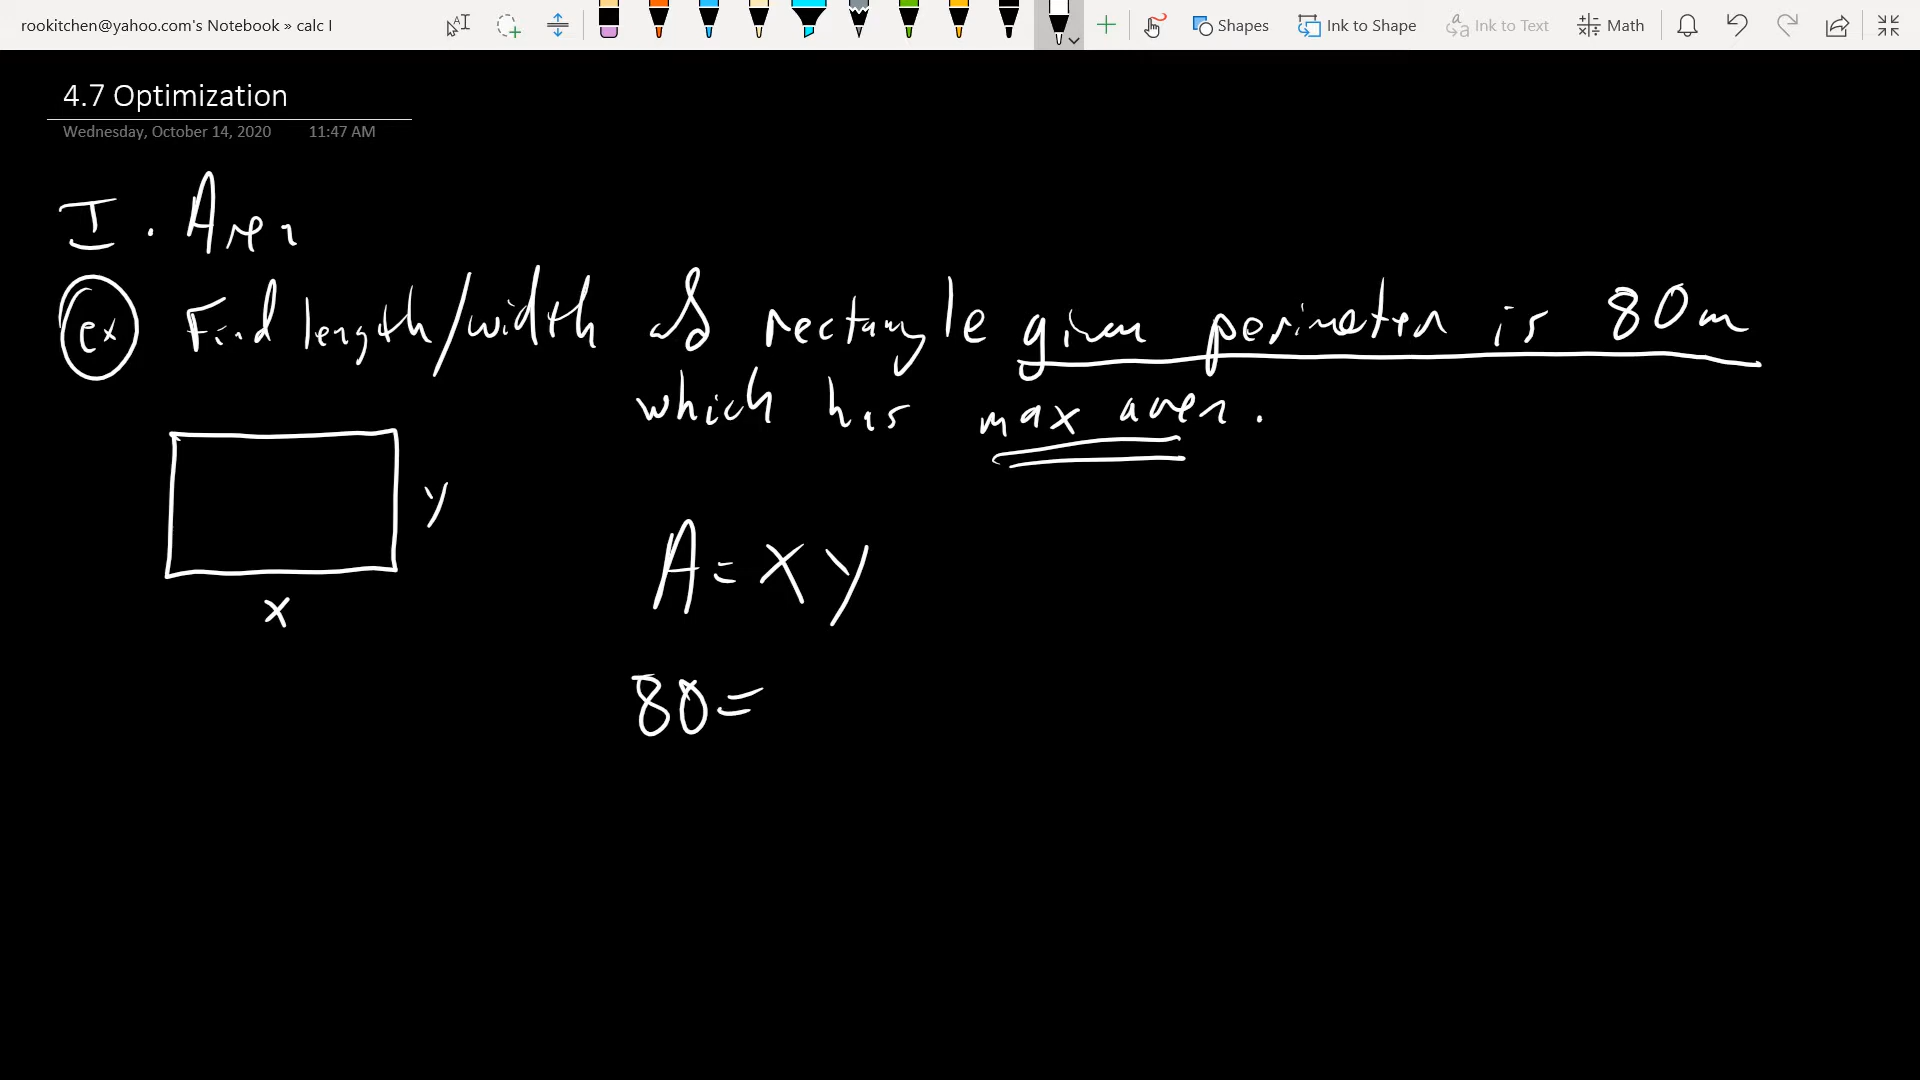 rookitchen@yahoo.com's Notebook » calc I
Shapes
Ink to Shape
Ink to Text
Math
4.7 Optimization
Wednesday, October 14, 2020 11:47 AM
I. Area
ex Find length/width of rectangle given perimeter is 80m
which has max area.
y
x
A = xy
80 =